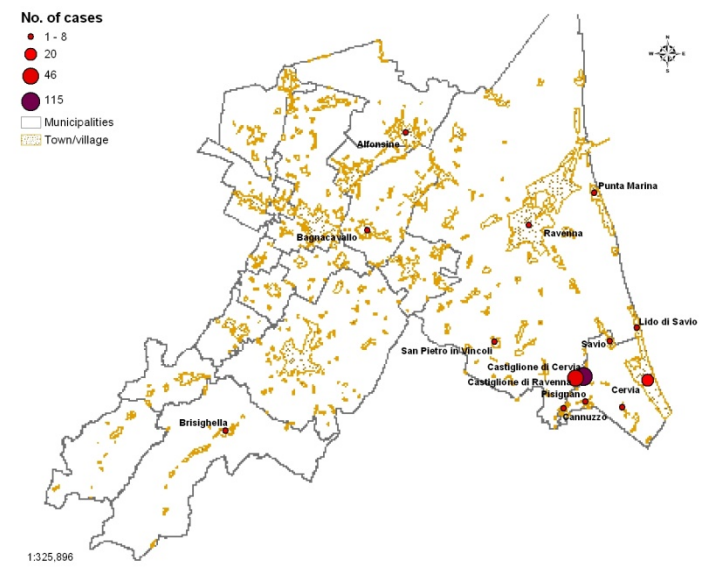 No. of cases
1 - 8
20
46
115
Municipalities
Town/village
N
W E
S
Alfonsine
Punta Marina
Ravenna
Bagnacavallo
Lido di Savio
Savio
San Pietro in Vincoli
Castiglione di Cervia
Castiglione di Ravenna
Pisignano
Cervia
Cannuzzo
Brisighella
1:325,896